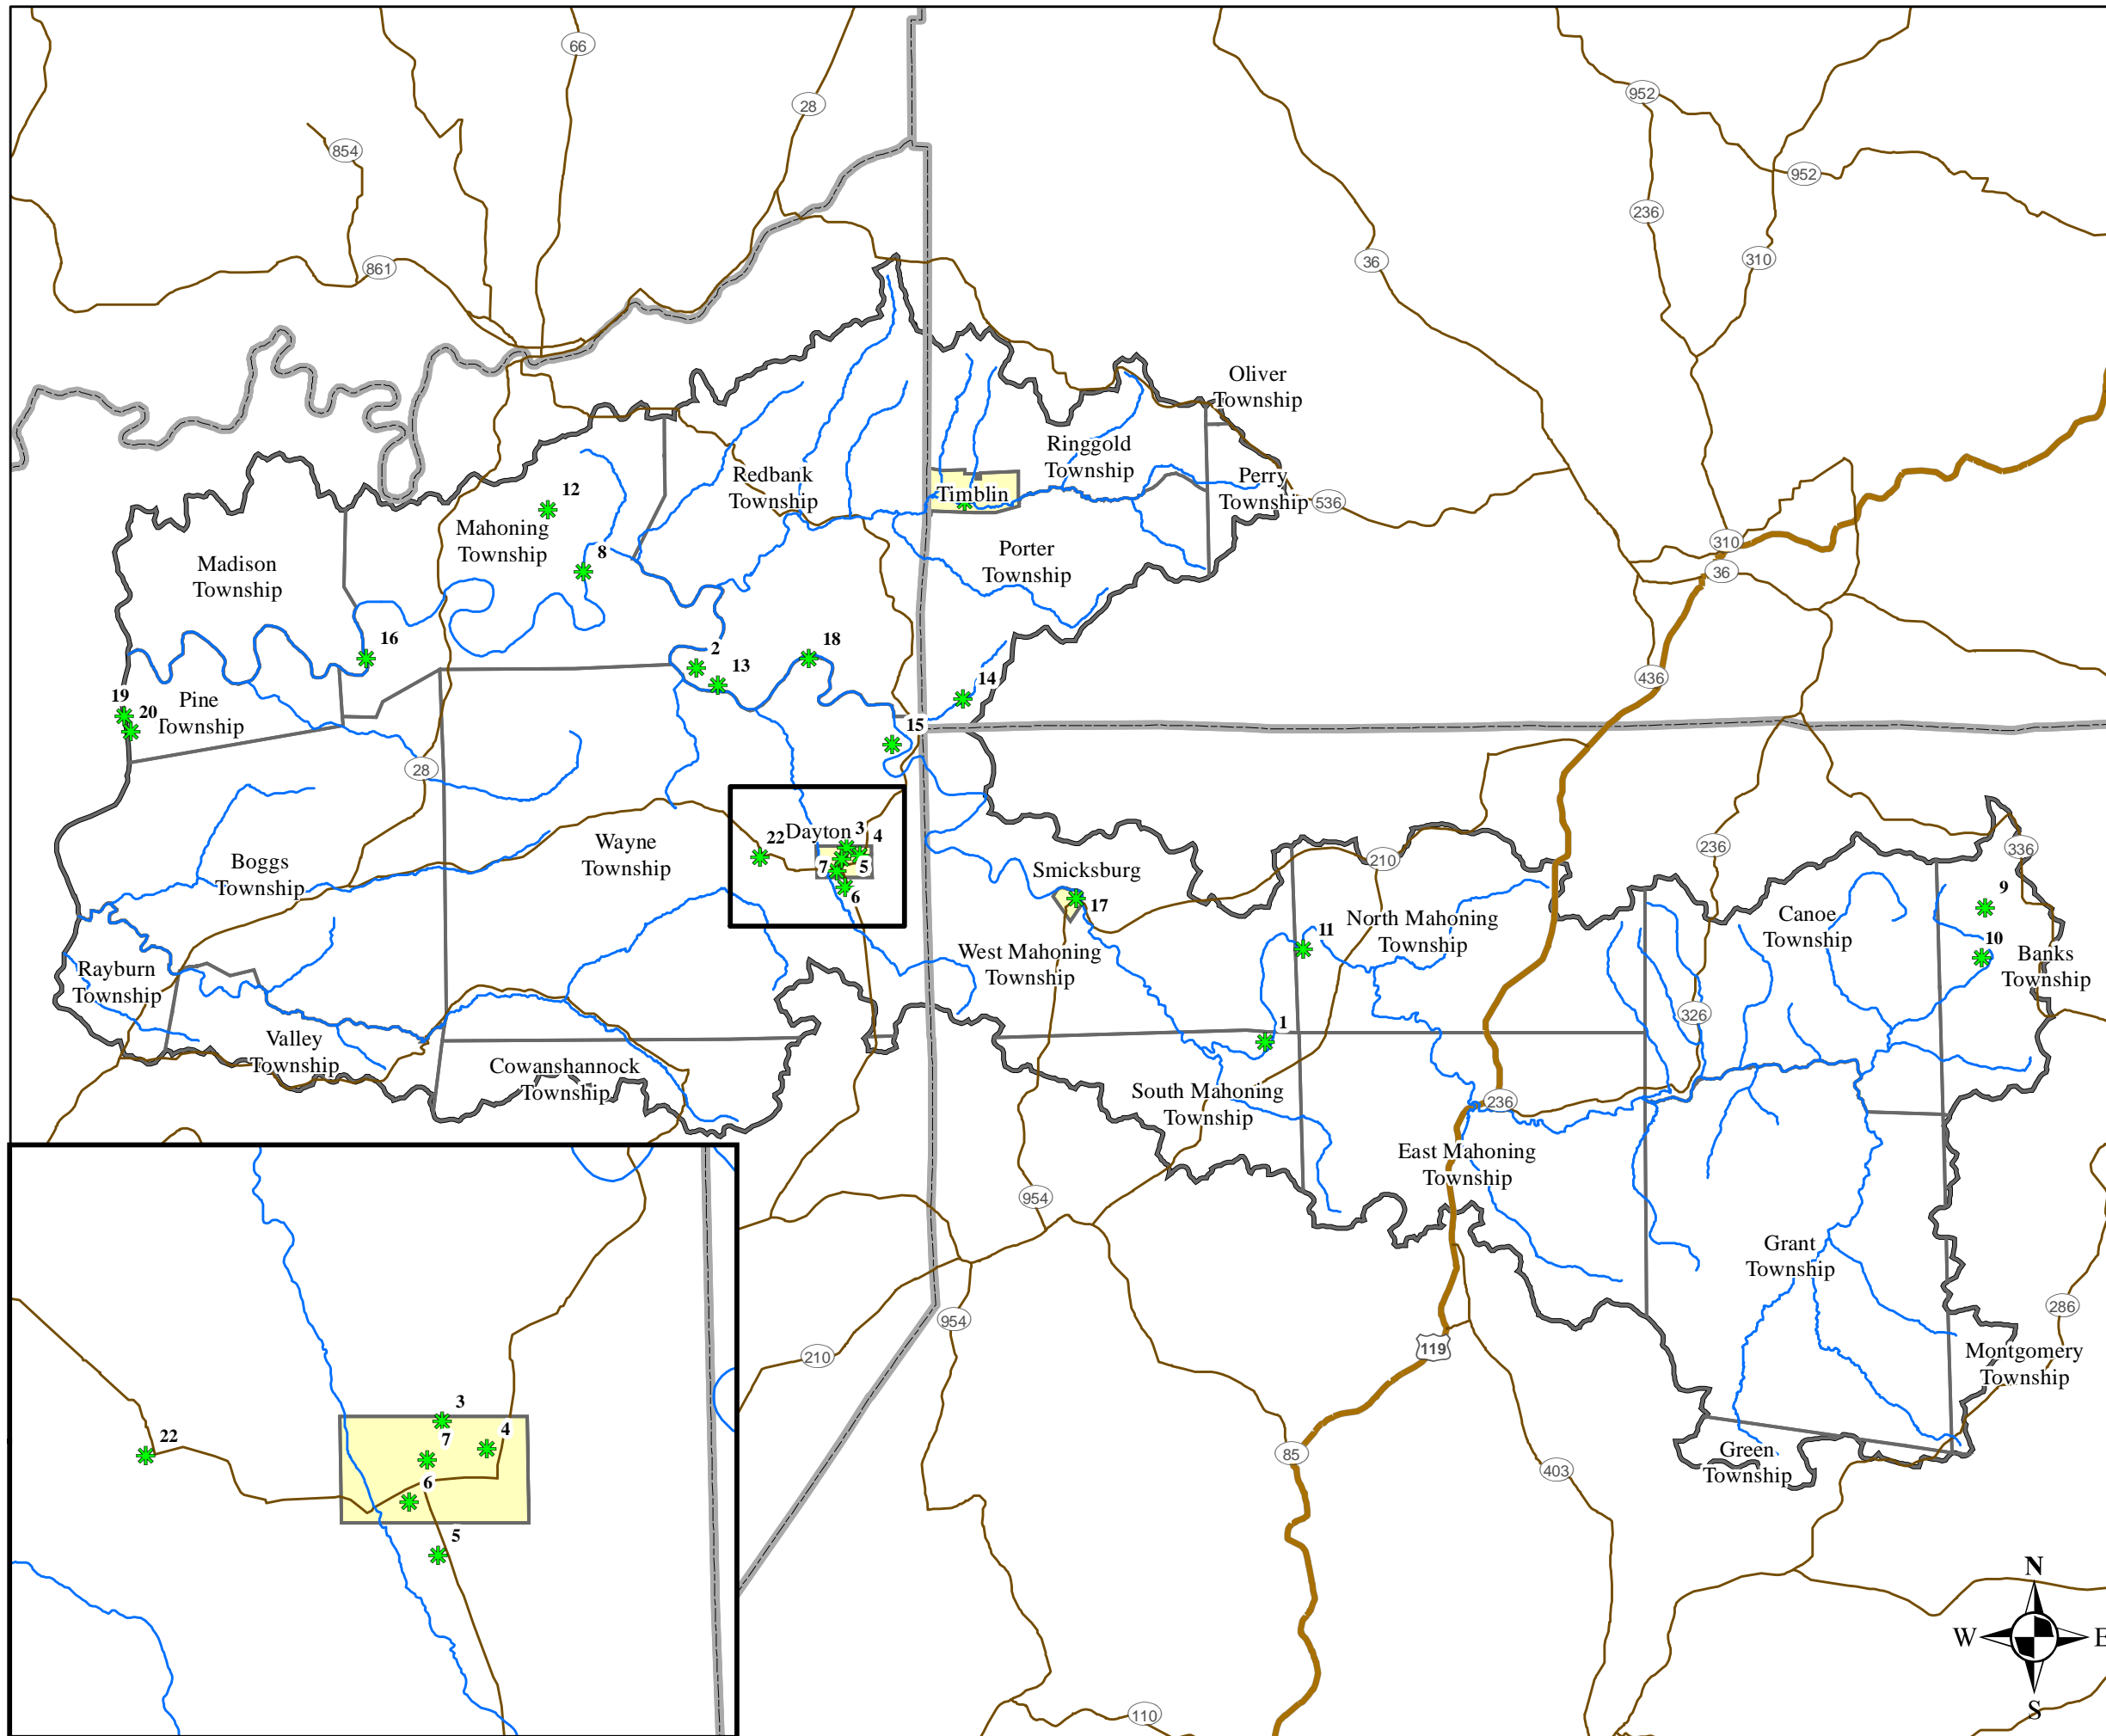 66
28
952
854
952
236
861
36
310
Oliver
Township
Ringgold
Township
Redbank
Township
Timblin
Perry
Township
536
12
Mahoning
Township
8
310
36
Madison
Township
Porter
Township
16
2
13
18
14
436
19
20
Pine
Township
15
28
Wayne
Township
22
Dayton
3
4
7
5
6
Boggs
Township
Smicksburg
17
210
236
336
9
North Mahoning
Township
11
Canoe
Township
10
Banks
Township
West Mahoning
Township
Rayburn
Township
326
1
Valley
Township
Cowanshannock
Township
South Mahoning
Township
236
East Mahoning
Township
954
Grant
Township
286
954
119
210
Montgomery
Township
3
7
4
22
6
5
85
403
Green
Township
110
N
W
E
S